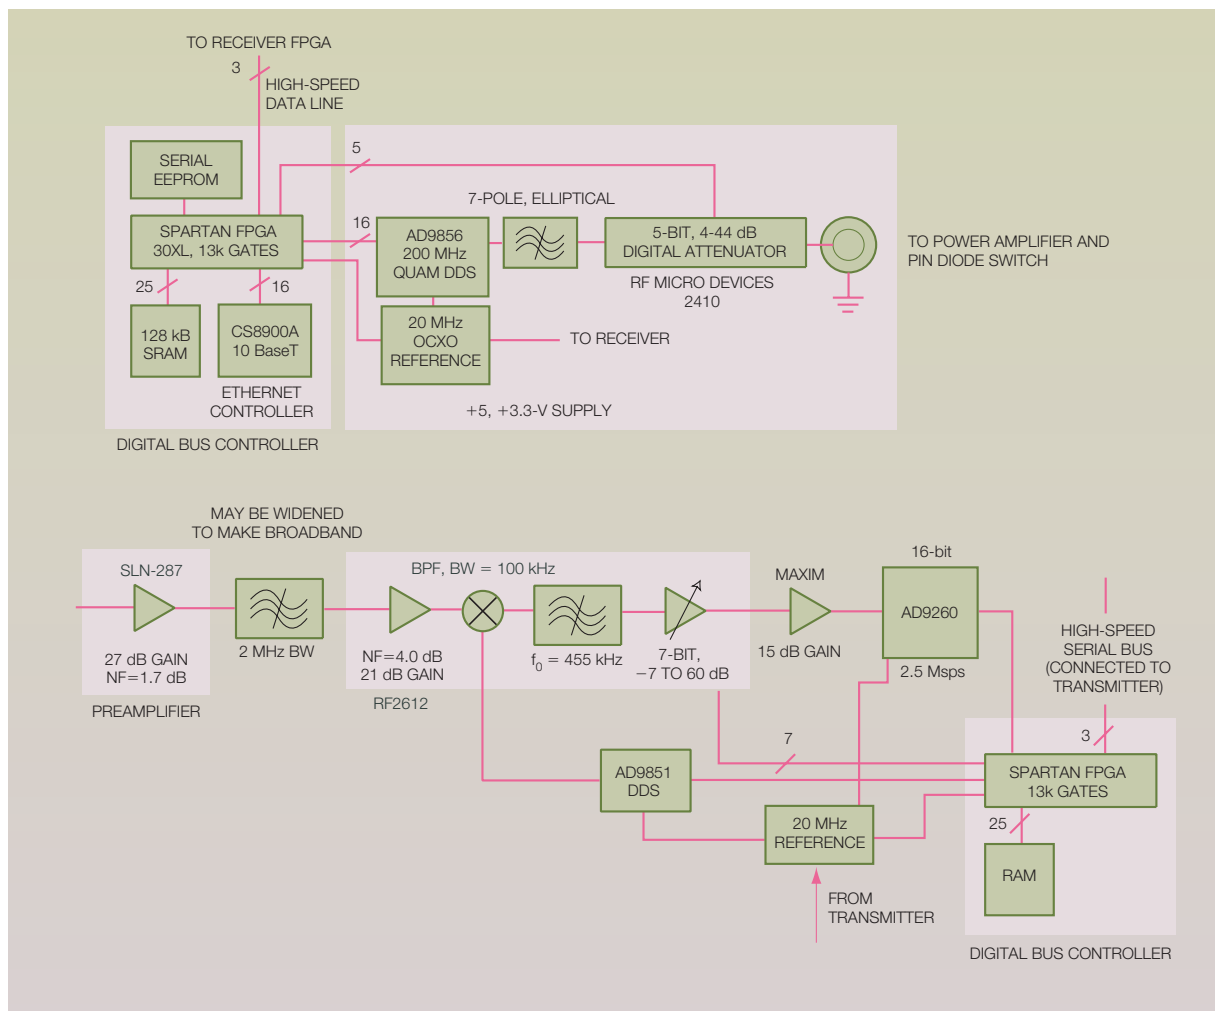 TO RECEIVER FPGA
3
HIGH-SPEED
DATA LINE
SERIAL
EEPROM
5
7-POLE, ELLIPTICAL
SPARTAN FPGA
30XL, 13k GATES
16
AD9856
200 MHz
QUAM DDS
5-BIT, 4-44 dB
DIGITAL ATTENUATOR
TO POWER AMPLIFIER AND
PIN DIODE SWITCH
RF MICRO DEVICES
2410
25
16
128 kB
SRAM
CS8900A
10 BaseT
20 MHz
OCXO
REFERENCE
TO RECEIVER
ETHERNET
CONTROLLER
+5, +3.3-V SUPPLY
DIGITAL BUS CONTROLLER
MAY BE WIDENED
TO MAKE BROADBAND
SLN-287
27 dB GAIN
NF=1.7 dB
PREAMPLIFIER
2 MHz BW
BPF, BW = 100 kHz
NF=4.0 dB
21 dB GAIN
RF2612
f0 = 455 kHz
7-BIT,
−7 TO 60 dB
MAXIM
15 dB GAIN
16-bit
AD9260
2.5 Msps
HIGH-SPEED
SERIAL BUS
(CONNECTED TO
TRANSMITTER)
3
7
AD9851
DDS
SPARTAN FPGA
13k GATES
20 MHz
REFERENCE
25
RAM
FROM
TRANSMITTER
DIGITAL BUS CONTROLLER